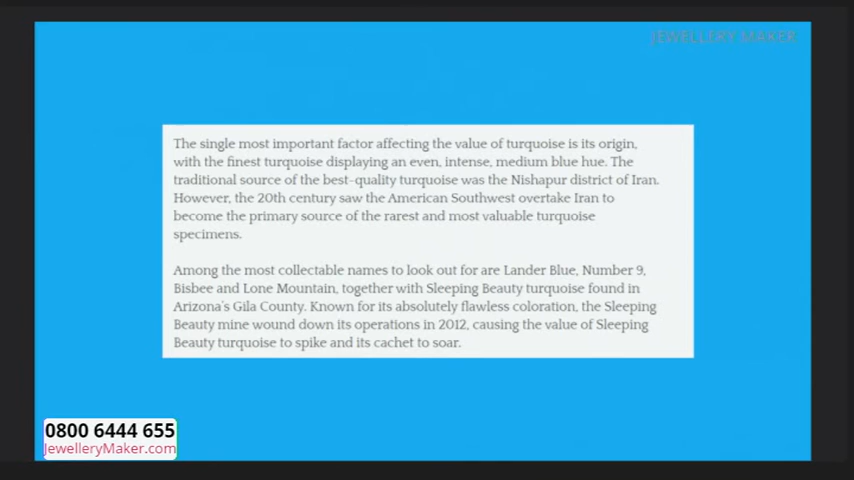 JEWELLERY MAKER
The single most important factor affecting the value of turquoise is its origin,
with the finest turquoise displaying an even, intense, medium blue hue. The
traditional source of the best-quality turquoise was the Nishapur district of Iran.
However, the 20th century saw the American Southwest overtake Iran to
become the primary source of the rarest and most valuable turquoise
specimens.
Among the most collectable names to look out for are Lander Blue, Number 9,
Bisbee and Lone Mountain, together with Sleeping Beauty turquoise found in
Arizona's Gila County. Known for its absolutely flawless coloration, the Sleeping
Beauty mine wound down its operations in 2012, causing the value of Sleeping
Beauty turquoise to spike and its cachet to soar.
0800 6444 655
JewelleryMaker.com